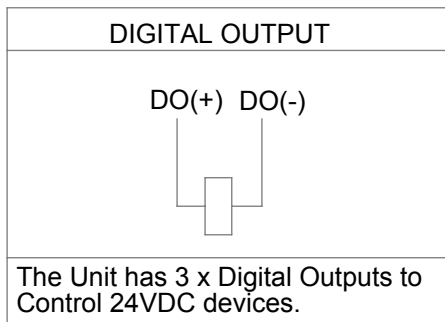 DIGITAL OUTPUT
DO(+) DO(-)
The Unit has 3 x Digital Outputs to
Control 24VDC devices.